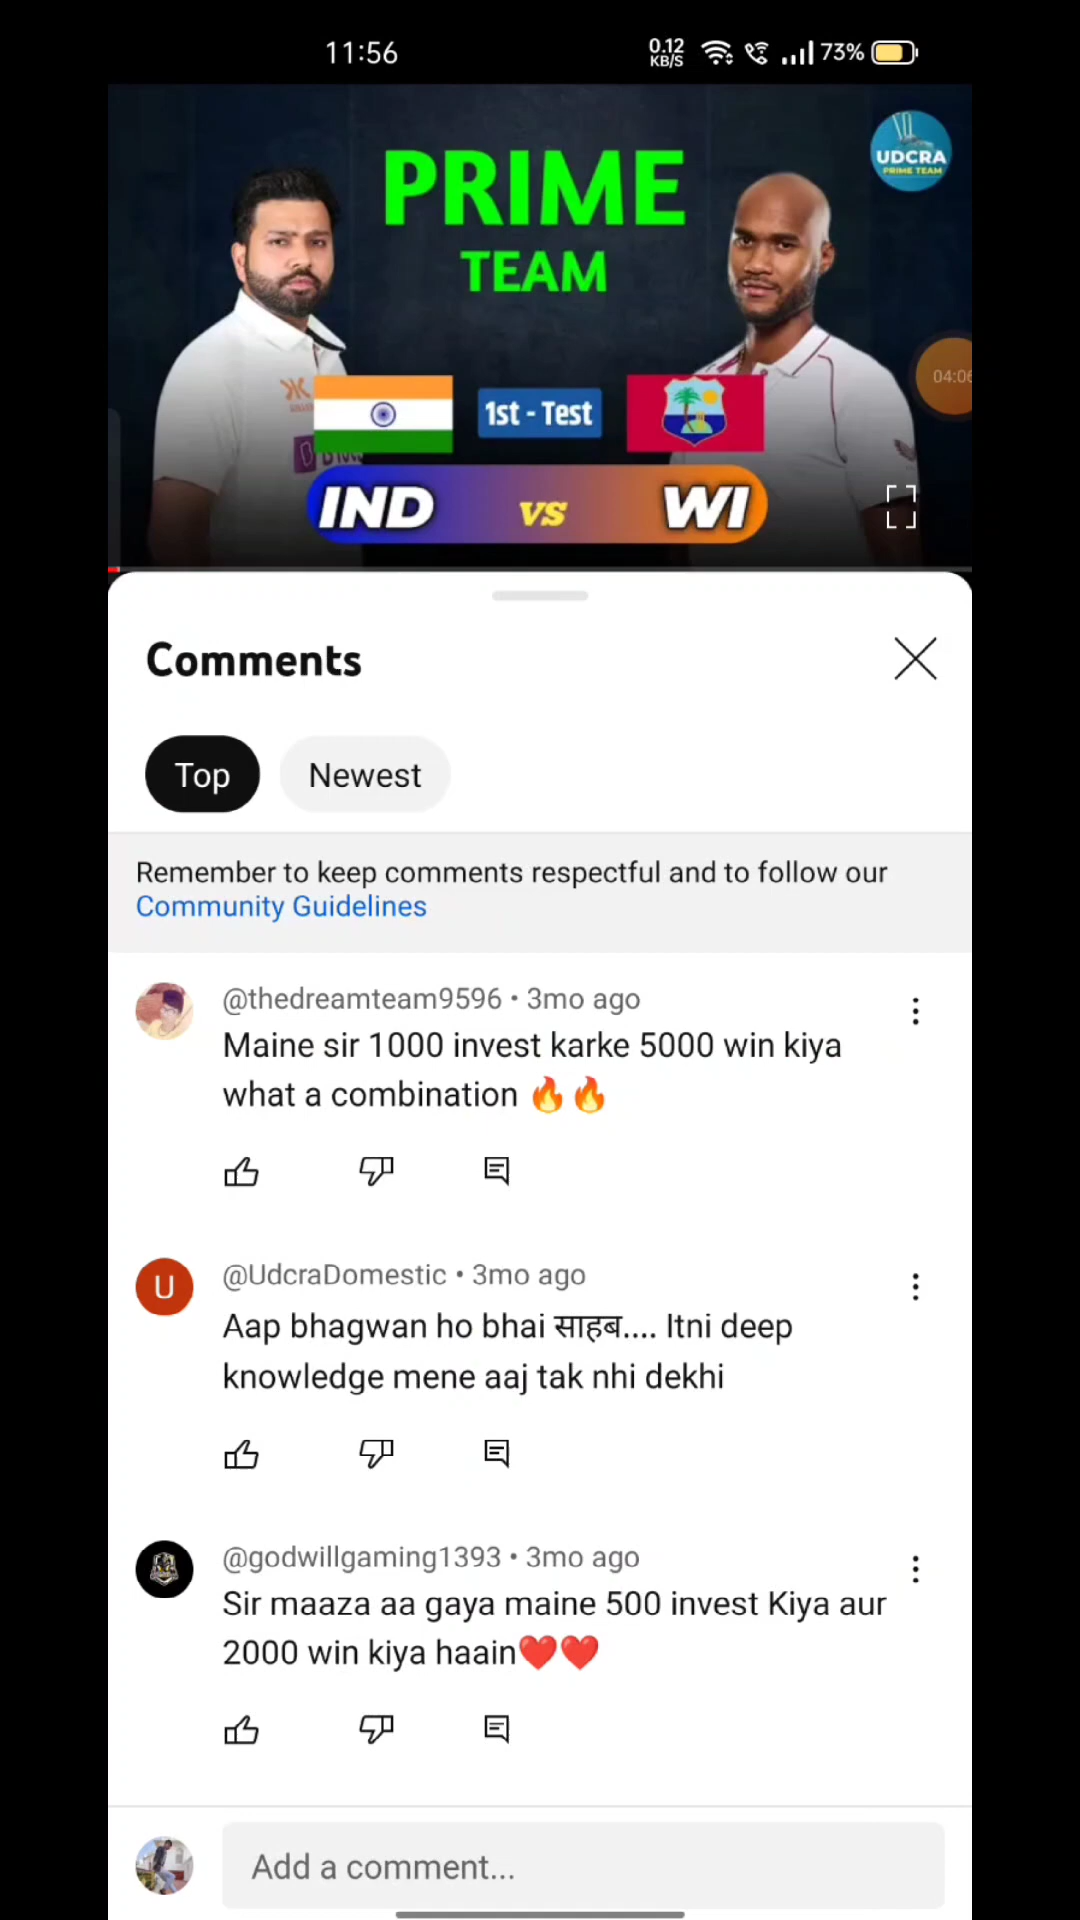 11:56
0.12
KB/S
73%
UDCRA
PRIME TEAM
PRIME
TEAM
04:06
1st - Test
IND vs WI
Comments
Top
Newest
Remember to keep comments respectful and to follow our
Community Guidelines
@thedreamteam9596 • 3mo ago
Maine sir 1000 invest karke 5000 win kiya
what a combination 🔥🔥
U
@UdcraDomestic • 3mo ago
Aap bhagwan ho bhai साहब.... Itni deep
knowledge mene aaj tak nhi dekhi
@godwillgaming1393 • 3mo ago
Sir maaza aa gaya maine 500 invest Kiya aur
2000 win kiya haain❤️❤️
Add a comment...